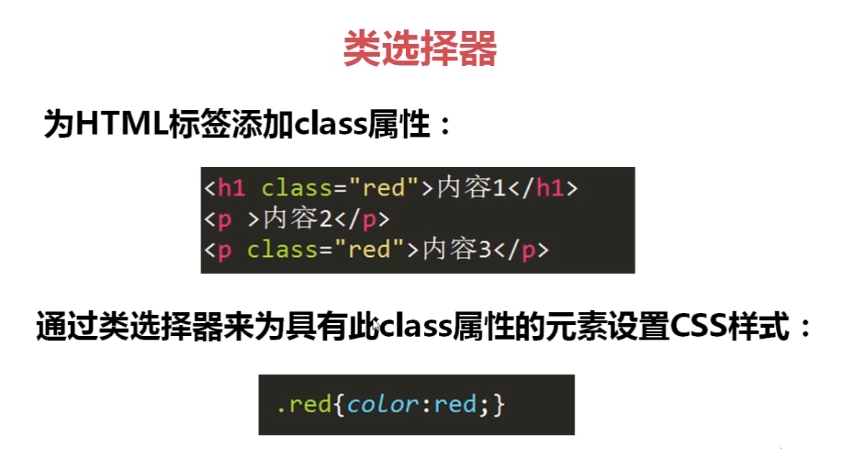 类选择器
为HTML标签添加class属性：
<h1 class="red">内容1</h1>
<p >内容2</p>
<p class="red">内容3</p>
通过类选择器来为具有此class属性的元素设置CSS样式：
.red{color:red;}